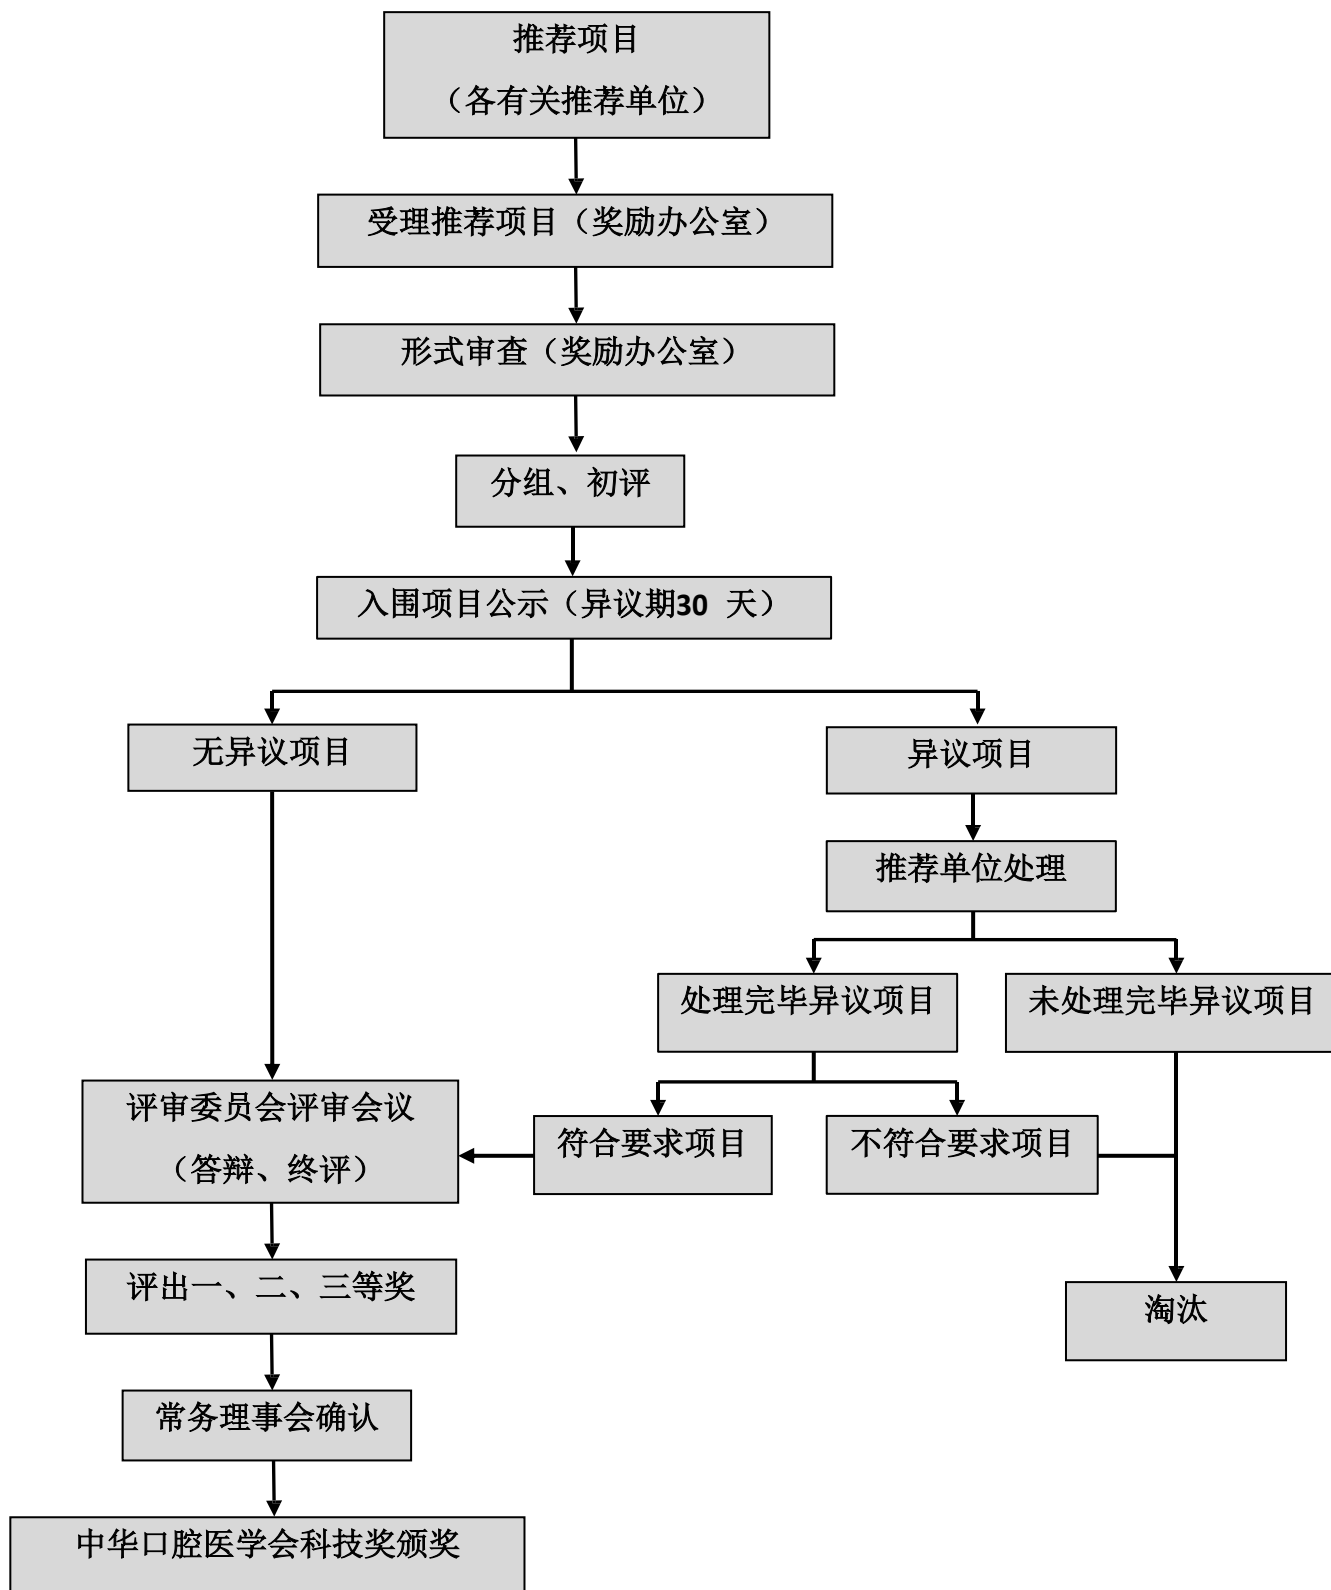 推荐项目
（各有关推荐单位）
受理推荐项目（奖励办公室）
形式审查（奖励办公室）
分组、初评
入围项目公示（异议期30 天）
无异议项目
异议项目
推荐单位处理
处理完毕异议项目
未处理完毕异议项目
评审委员会评审会议
（答辩、终评）
符合要求项目
不符合要求项目
评出一、二、三等奖
淘汰
常务理事会确认
中华口腔医学会科技奖颁奖